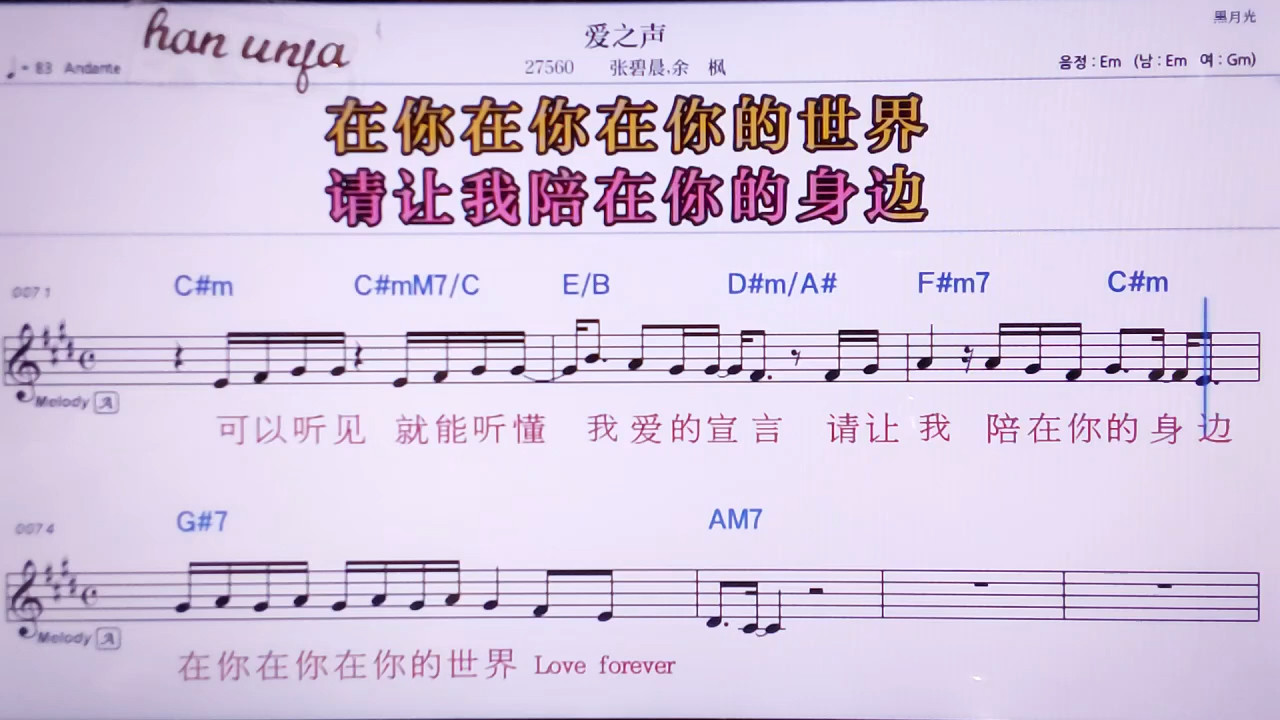 han unfa
爱之声
黑月光
♩= 83 Andante
27560 张碧晨,余 枫
음정 : Em (남 : Em 여 : Gm)
在你在你在你的世界
请让我陪在你的身边
0071
C#m C#mM7/C E/B D#m/A# F#m7 C#m
Melody A
可以听见 就能听懂 我爱的宣言 请让我 陪在你的身边
0074
G#7 AM7
Melody A
在你在你在你的世界 Love forever